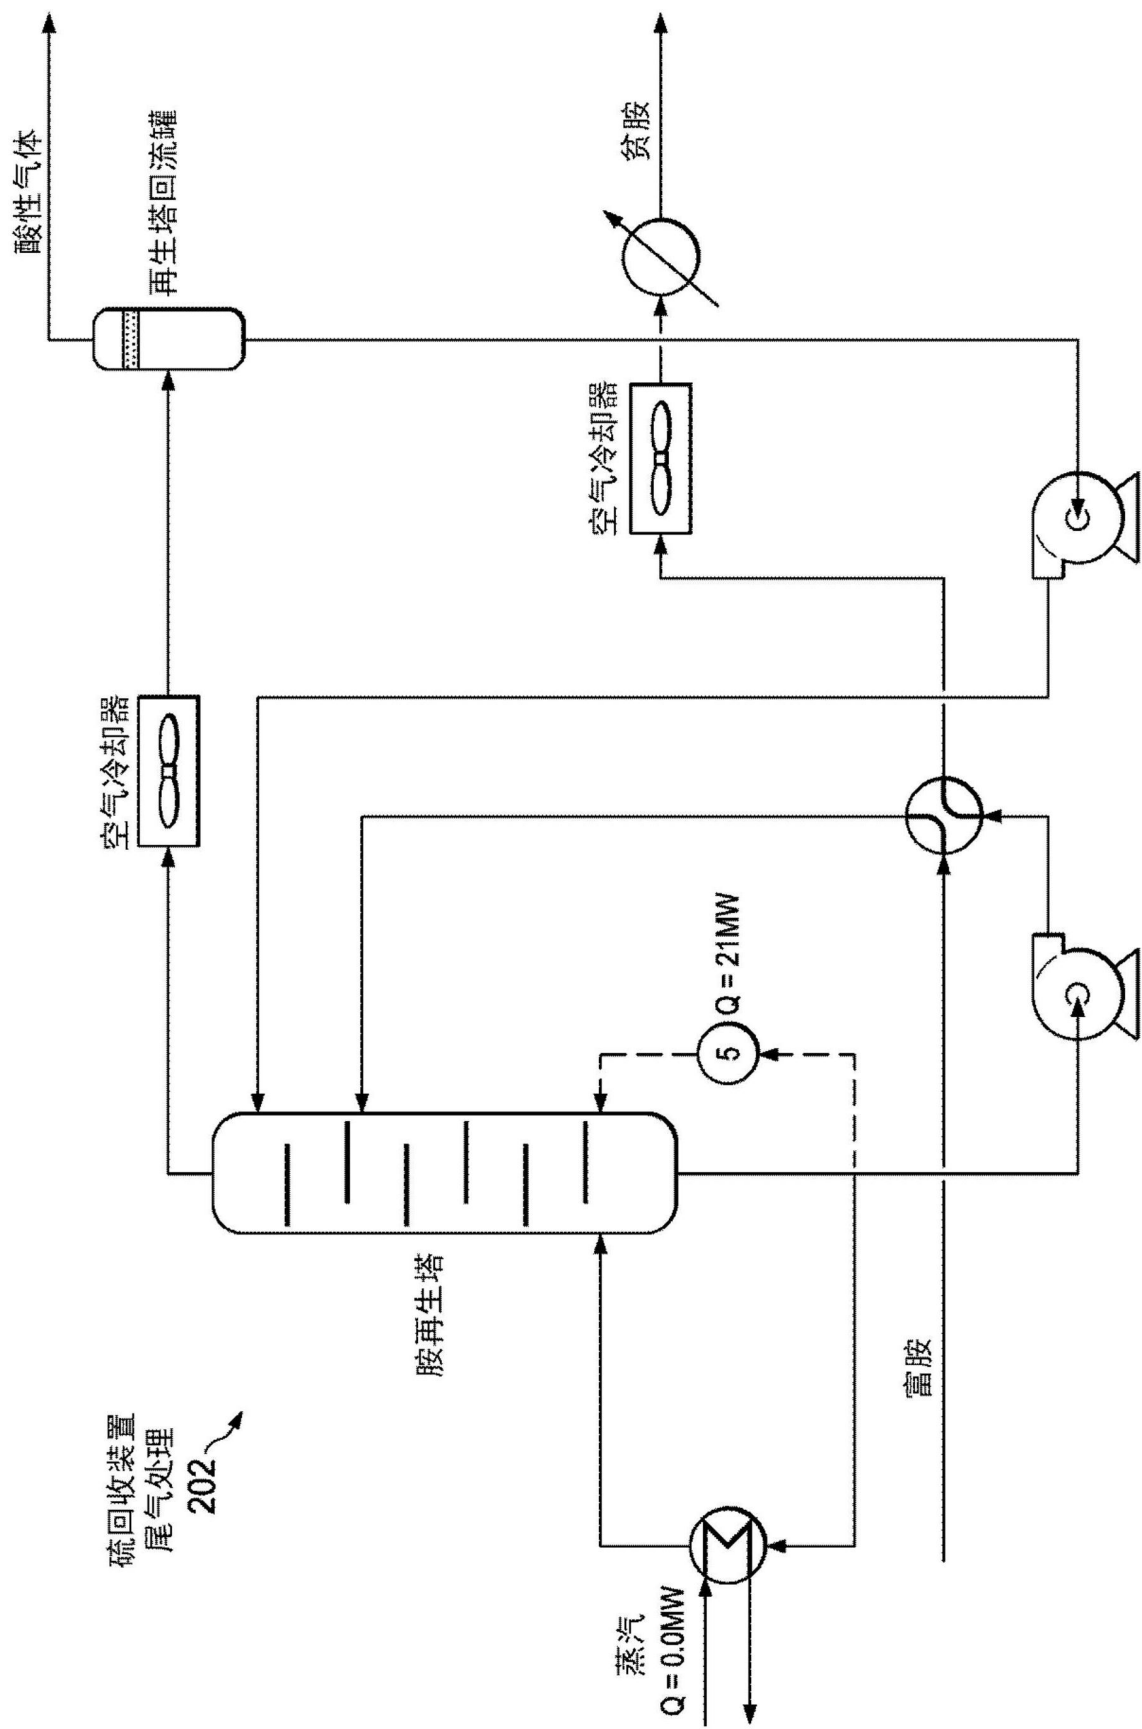 硫回收装置
尾气处理
202
酸性气体
再生塔回流罐
空气冷却器
空气冷却器
贫胺
胺再生塔
5
Q = 21MW
富胺
蒸汽
Q = 0.0MW